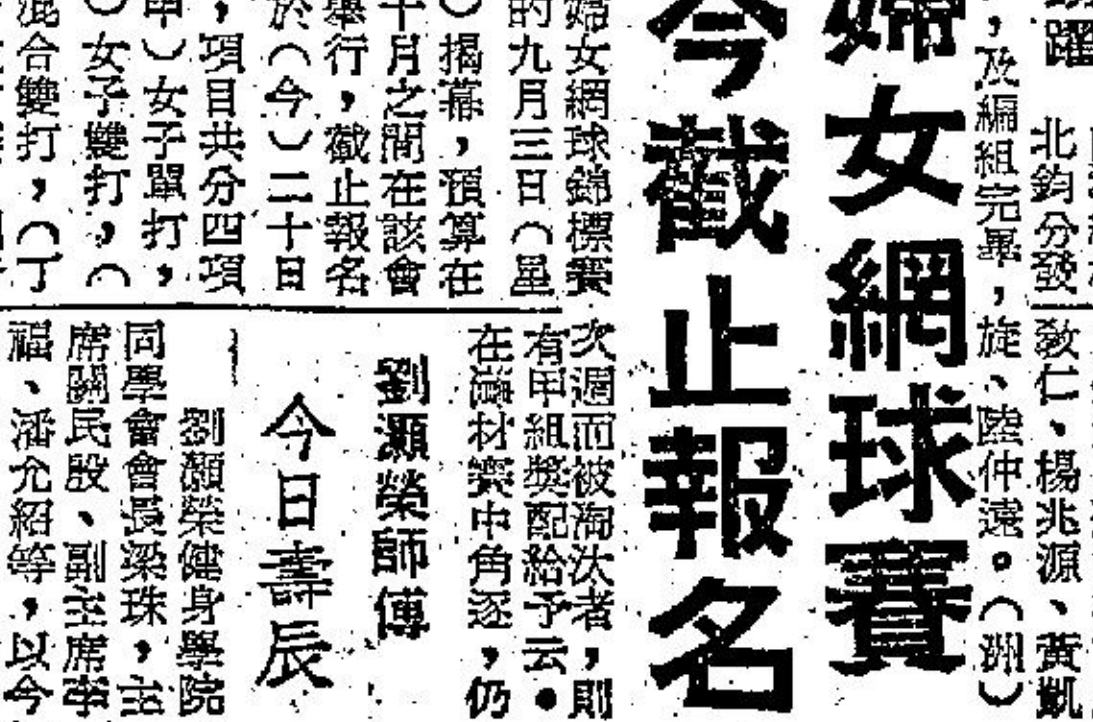 躍
北鈞分發
教仁、楊兆源、黃凱
，及編組完畢，旋、陸仲遠。（洲）
婦女網球賽
今截止報名
婦女網球錦標賽
的九月三日（星
）揭幕，預算在
十月之間在該會
舉行，截止報名
於（今）二十日
，項目共分四項
甲）女子單打，
）女子雙打，（
混合雙打，（丁
次週而被淘汰者，則
有甲組獎配給予云。
在議材賽中角逐，仍
劉灝榮師傅
今日壽辰
劉灝榮健身學院
同學會會長梁珠，主
席關民殷、副主席李
福、潘允紹等，以今